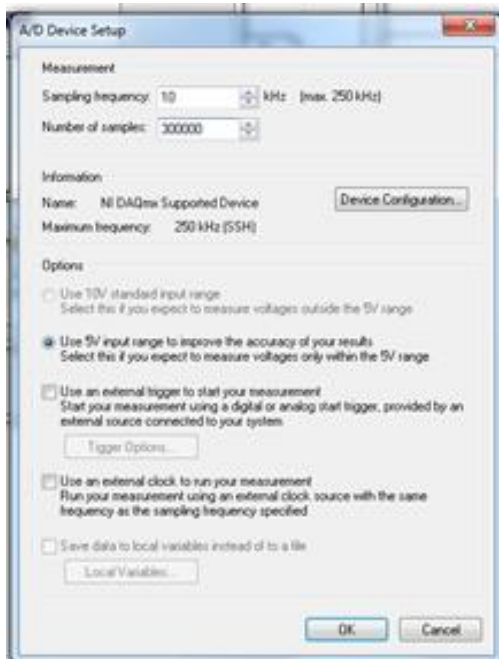 A/D Device Setup
Measurement
Sampling frequency: 10 kHz (max. 250 kHz)
Number of samples: 300000
Information
Name: NI DAQmx Supported Device
Device Configuration...
Maximum frequency: 250 kHz (SSH)
Options
Use 10V standard input range
Select this if you expect to measure voltages outside the 5V range
Use 5V input range to improve the accuracy of your results
Select this if you expect to measure voltages only within the 5V range
Use an external trigger to start your measurement
Start your measurement using a digital or analog start trigger, provided by an
external source connected to your system
Tigger Options...
Use an external clock to run your measurement
Run your measurement using an external clock source with the same
frequency as the sampling frequency specified
Save data to local variables instead of to a file
Local Variables...
OK
Cancel